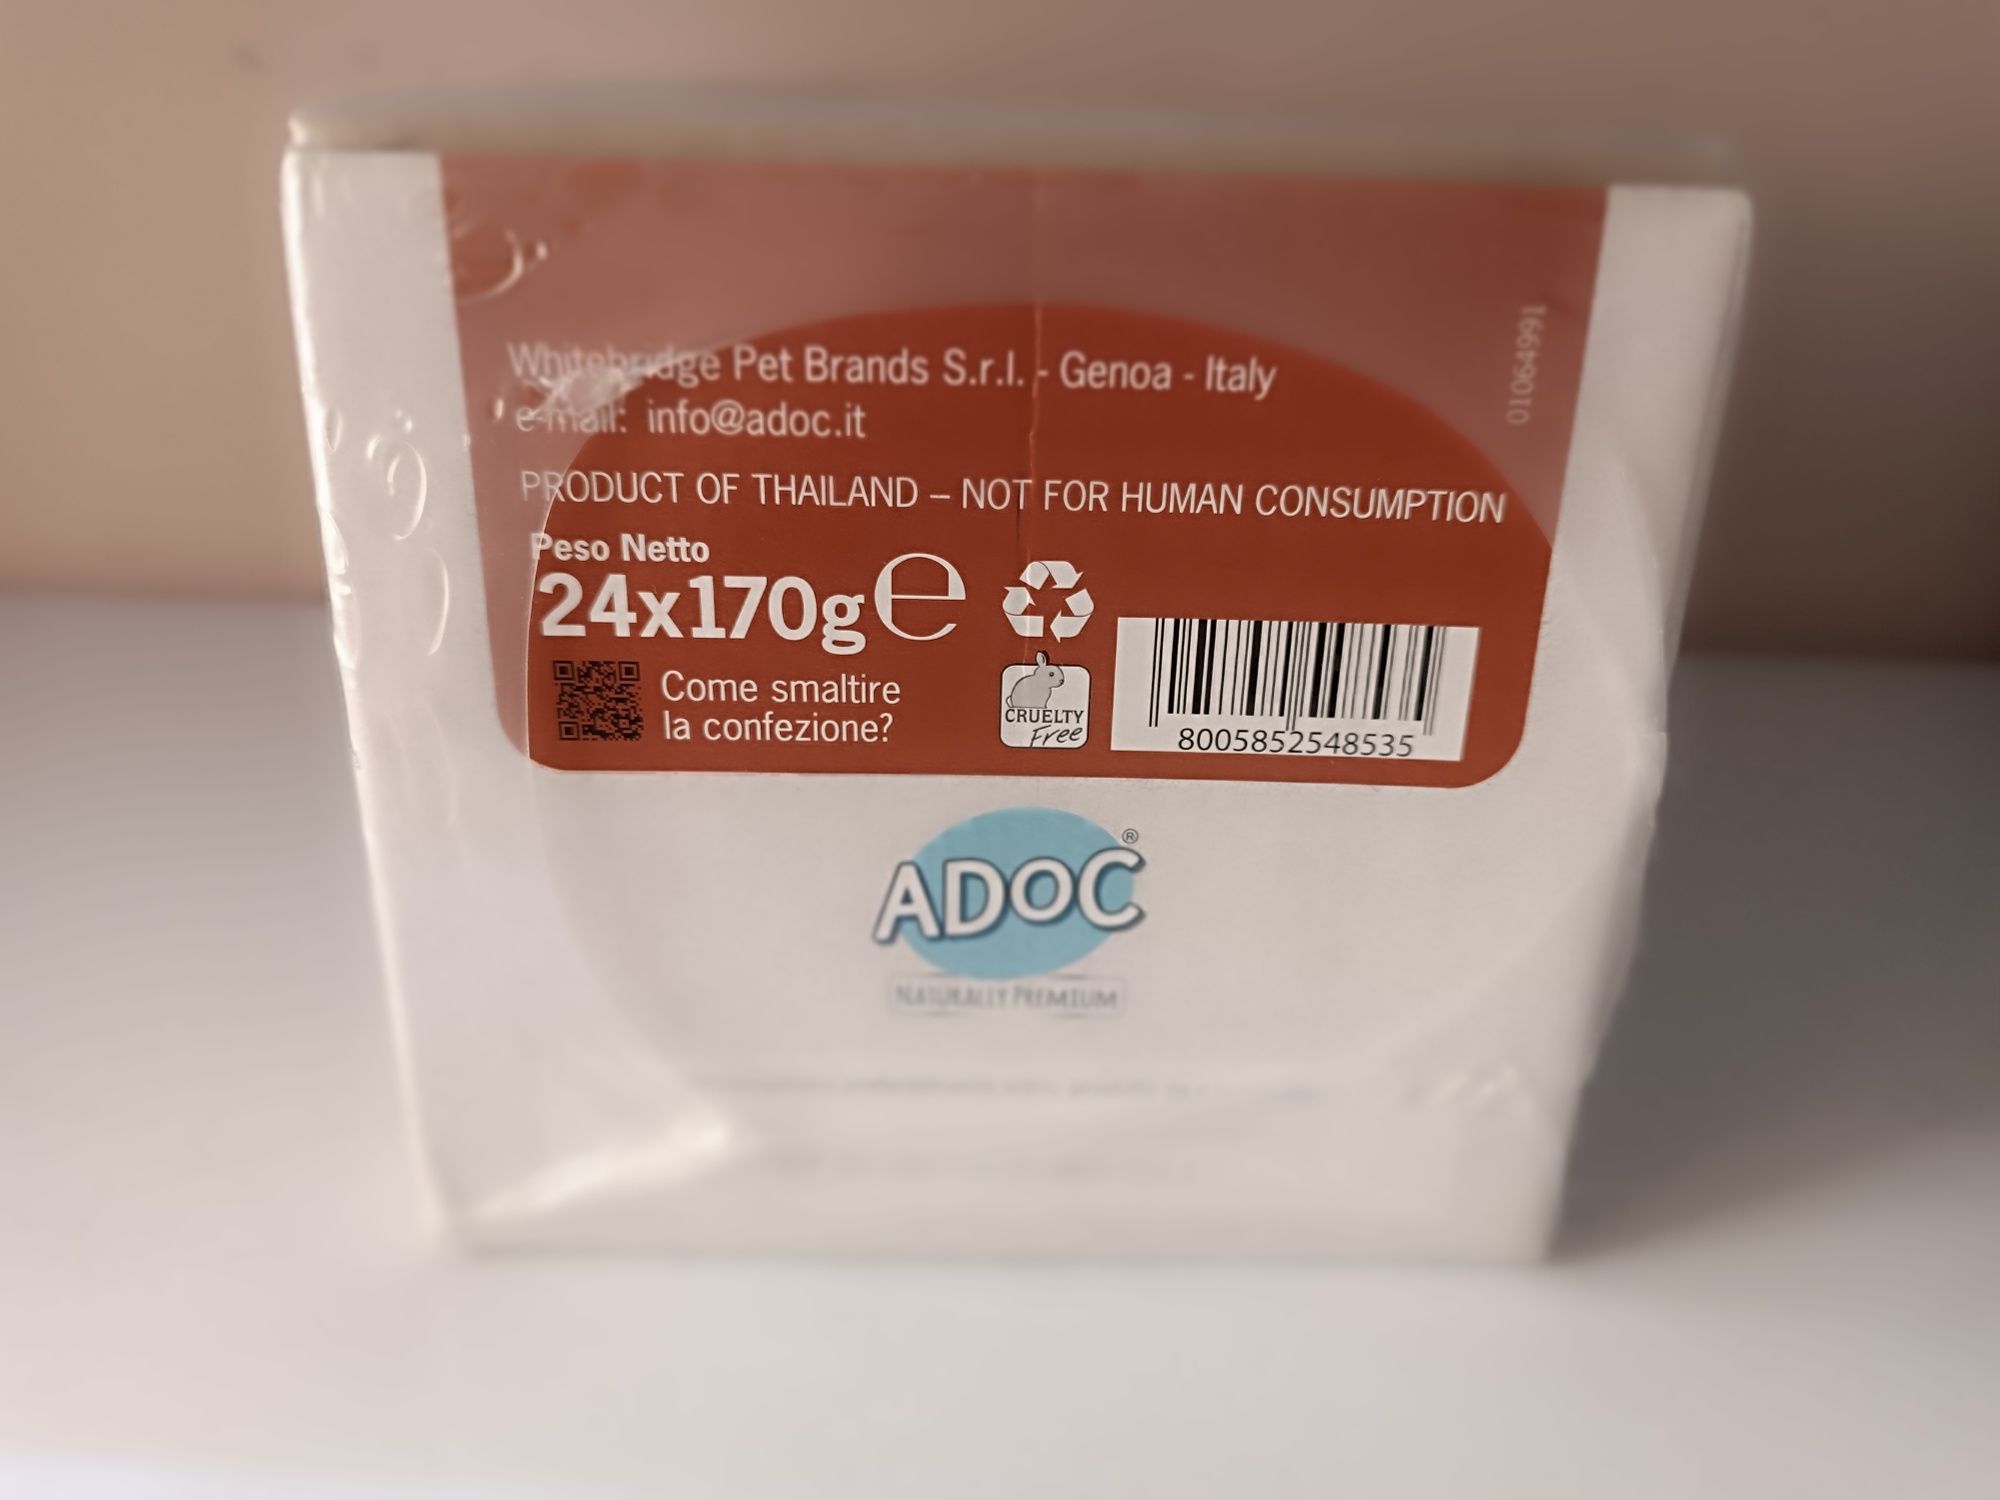 Whitebridge Pet Brands S.r.l. - Genoa - Italy
e-mail: info@adoc.it
PRODUCT OF THAILAND – NOT FOR HUMAN CONSUMPTION
Peso Netto
24x170g e
Come smaltire
la confezione?
CRUELTY
Free
8005852548535
01064991
ADOC®
NATURALLY PREMIUM